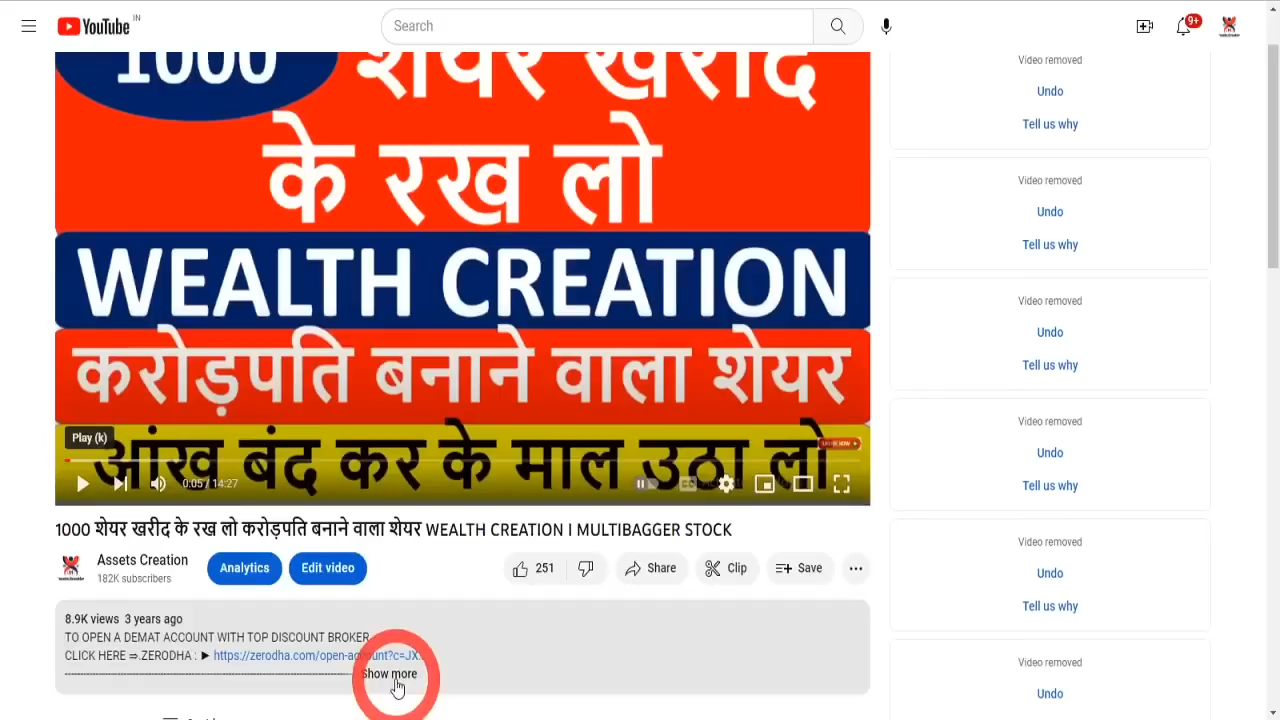 YouTube IN
Search
9+
1000 शेयर खरीद
के रख लो
WEALTH CREATION
करोड़पति बनाने वाला शेयर
आंख बंद कर के माल उठा लो
Play (k)
0:05 / 14:27
1000 शेयर खरीद के रख लो करोड़पति बनाने वाला शेयर WEALTH CREATION I MULTIBAGGER STOCK
Assets Creation
182K subscribers
Analytics
Edit video
251
Share
Clip
Save
8.9K views 3 years ago
TO OPEN A DEMAT ACCOUNT WITH TOP DISCOUNT BROKER
CLICK HERE ⇒.ZERODHA : ► https://zerodha.com/open-account?c=JX...
Show more
Video removed
Undo
Tell us why
Video removed
Undo
Tell us why
Video removed
Undo
Tell us why
Video removed
Undo
Tell us why
Video removed
Undo
Tell us why
Video removed
Undo